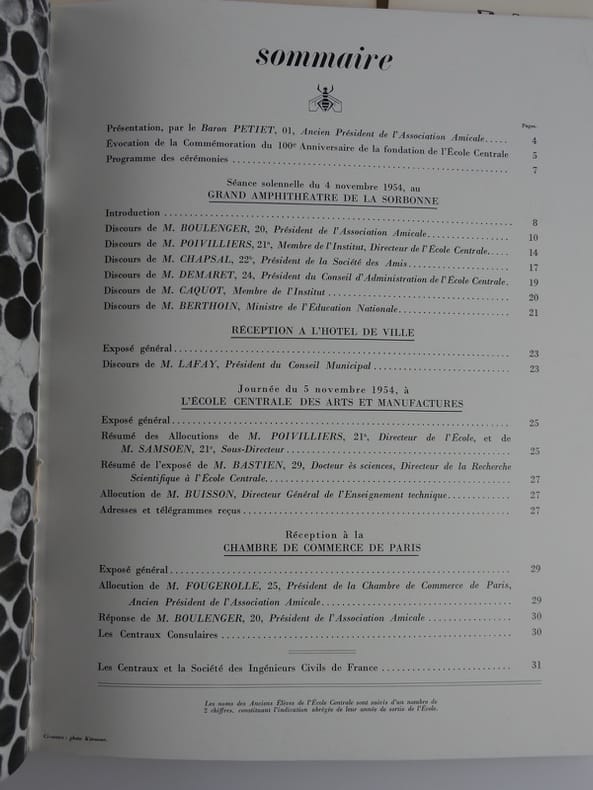 sommaire
Pages.
Présentation, par le Baron PETIET, 01, Ancien Président de l'Association Amicale..... 4
Évocation de la Commémoration du 100e Anniversaire de la fondation de l'École Centrale 5
Programme des cérémonies .......... 7
Séance solennelle du 4 novembre 1954, au
GRAND AMPHITHÉATRE DE LA SORBONNE
Introduction .......... 8
Discours de M. BOULENGER, 20, Président de l'Association Amicale.......... 10
Discours de M. POIVILLIERS, 21a, Membre de l'Institut, Directeur de l'École Centrale..... 14
Discours de M. CHAPSAL, 22b, Président de la Société des Amis.......... 17
Discours de M. DEMARET, 24, Président du Conseil d'Administration de l'École Centrale. 19
Discours de M. CAQUOT, Membre de l'Institut .......... 20
Discours de M. BERTHOIN, Ministre de l'Éducation Nationale.......... 21
RÉCEPTION A L'HOTEL DE VILLE
Exposé général.......... 23
Discours de M. LAFAY, Président du Conseil Municipal .......... 23
Journée du 5 novembre 1954, à
L'ÉCOLE CENTRALE DES ARTS ET MANUFACTURES
Exposé général.......... 25
Résumé des Allocutions de M. POIVILLIERS, 21a, Directeur de l'École, et de
M. SAMSOEN, 21a, Sous-Directeur .......... 25
Résumé de l'exposé de M. BASTIEN, 29, Docteur ès sciences, Directeur de la Recherche
Scientifique à l'École Centrale.......... 27
Allocution de M. BUISSON, Directeur Général de l'Enseignement technique.......... 27
Adresses et télégrammes reçus .......... 27
Réception à la
CHAMBRE DE COMMERCE DE PARIS
Exposé général .......... 29
Allocution de M. FOUGEROLLE, 25, Président de la Chambre de Commerce de Paris,
Ancien Président de l'Association Amicale.......... 29
Réponse de M. BOULENGER, 20, Président de l'Association Amicale .......... 30
Les Centraux Consulaires .......... 30
Les Centraux et la Société des Ingénieurs Civils de France .......... 31
Les noms des Anciens Élèves de l'École Centrale sont suivis d'un nombre de
2 chiffres, constituant l'indication abrégée de leur année de sortie de l'École.
photo